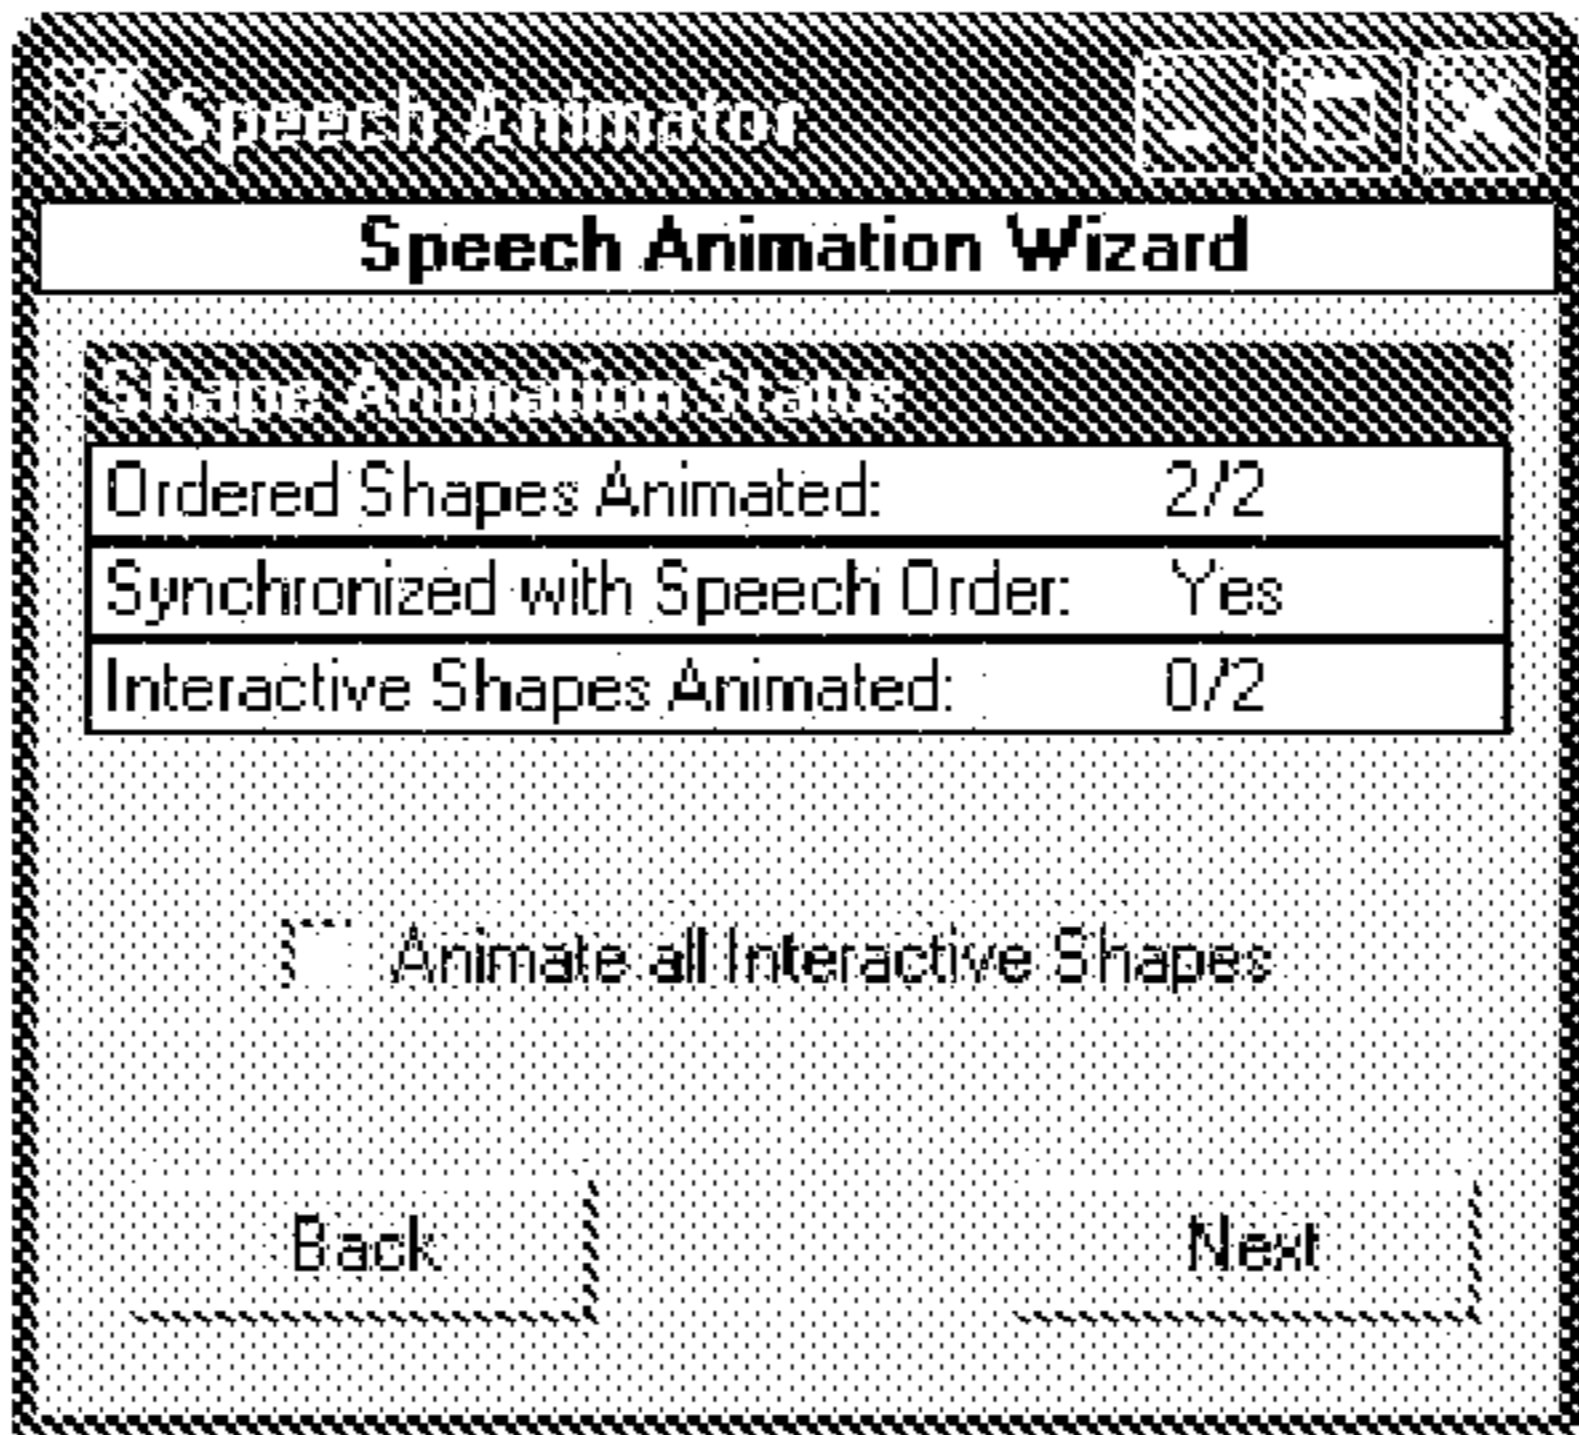 Speech Animator
Speech Animation Wizard
Shape Animation Status
Ordered Shapes Animated: 2/2
Synchronized with Speech Order: Yes
Interactive Shapes Animated: 0/2
Animate all Interactive Shapes
Back Next